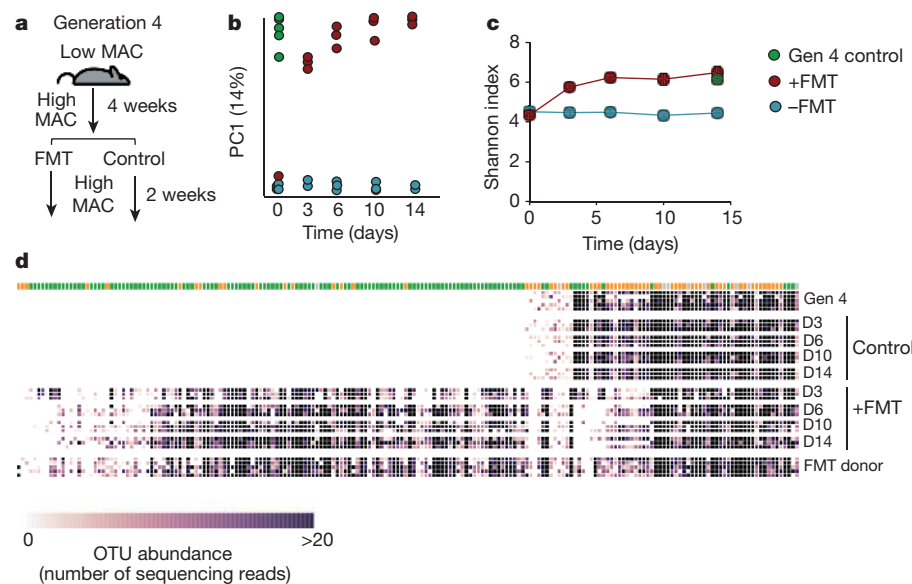 a
Generation 4
Low MAC
High
MAC
4 weeks
FMT
Control
High
MAC
2 weeks
b
PC1 (14%)
0
3
6
10
14
Time (days)
c
Shannon index
8
6
4
2
0
0
5
10
15
Time (days)
Gen 4 control
+FMT
–FMT
d
Gen 4
D3
D6
D10
D14
Control
D3
D6
D10
D14
+FMT
FMT donor
0
>20
OTU abundance
(number of sequencing reads)